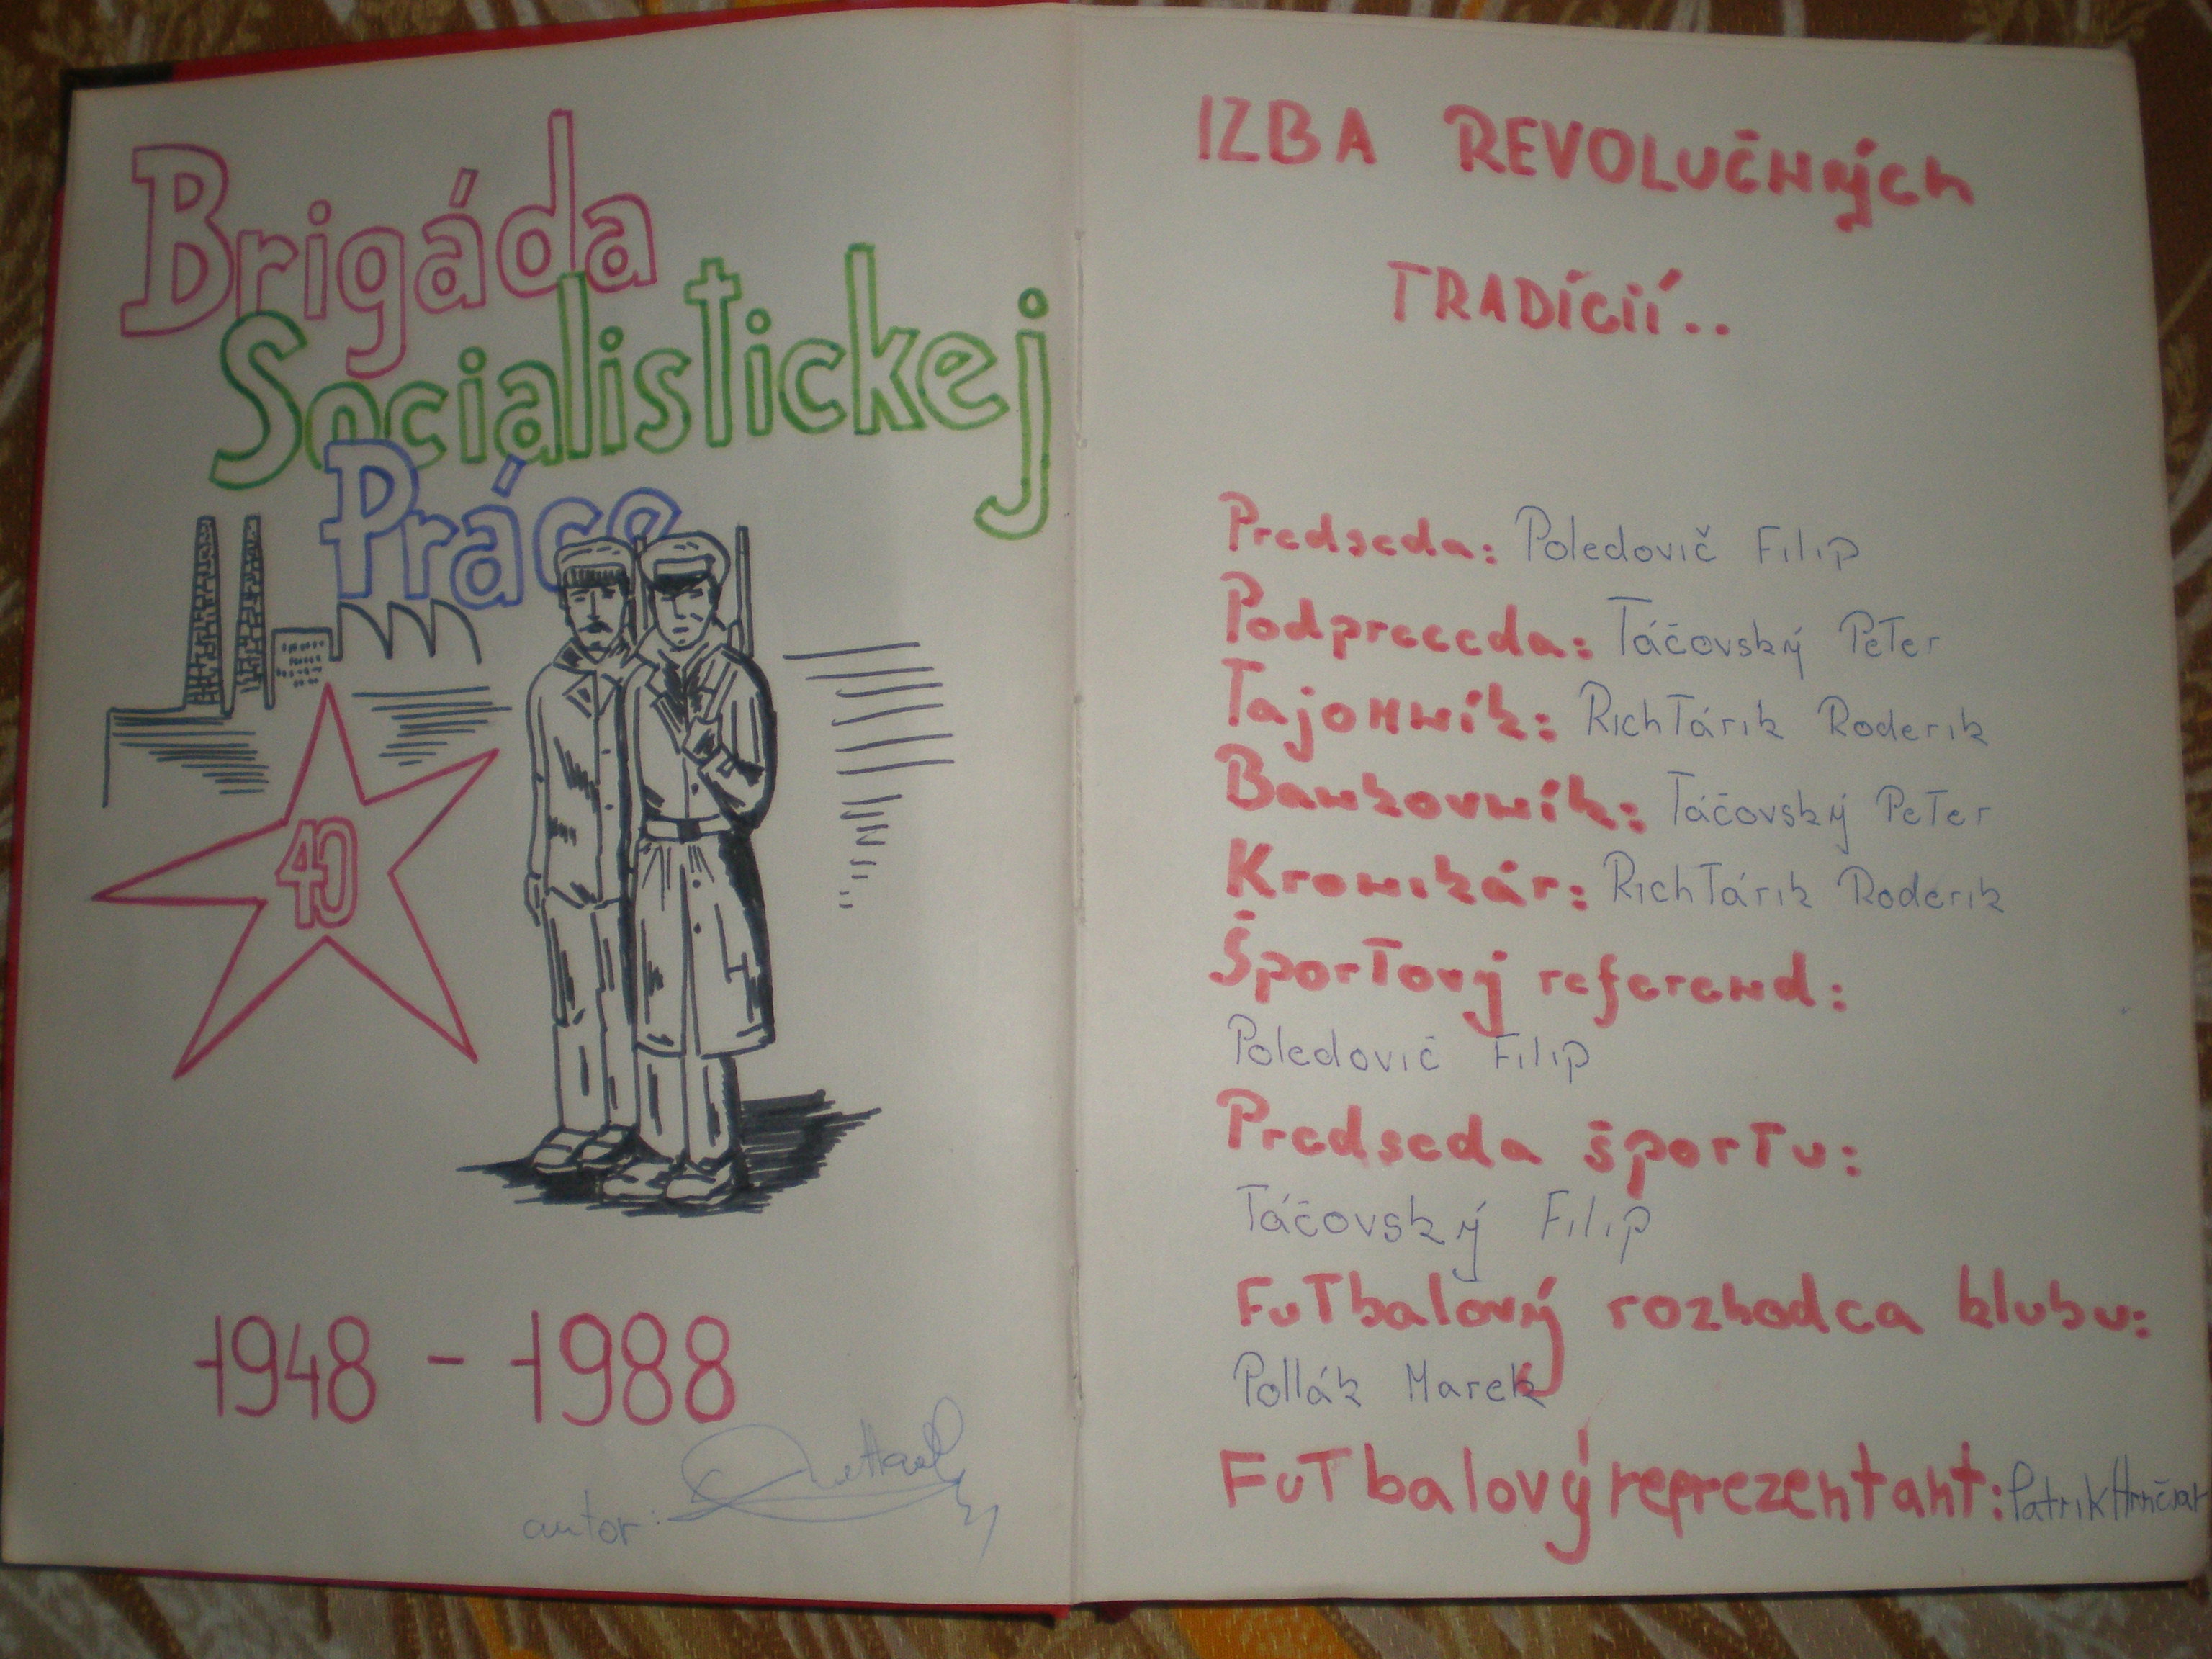 Brigáda
Socialistickej
Práce
40
1948 - 1988
autor:
IZBA REVOLUČNých
TRADÍCIÍ..
Predseda: Poledovič Filip
Podpreceda: Táčovský Peter
Tajomník: Richtárik Roderik
Bankovník: Táčovský Peter
Kronikár: Richtárik Roderik
Športový referend:
Poledovič Filip
Predseda športu:
Táčovský Filip
Futbalový rozhodca klubu:
Pollák Marek
Futbalový reprezentant: Patrik Hrnčiar